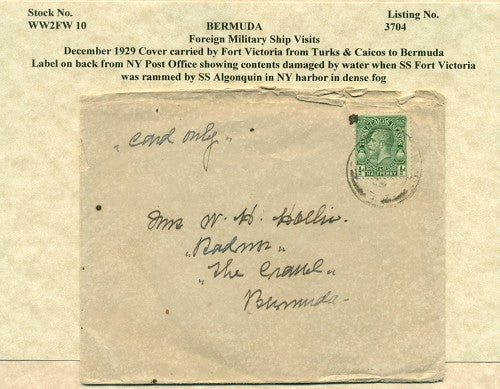 Stock No.
WW2FW 10
BERMUDA
Listing No.
3704
Foreign Military Ship Visits
December 1929 Cover carried by Fort Victoria from Turks & Caicos to Bermuda
Label on back from NY Post Office showing contents damaged by water when SS Fort Victoria
was rammed by SS Algonquin in NY harbor in dense fog
"card only"
HALFPENNY
Mrs W. H. Hollis
"The
Bermuda